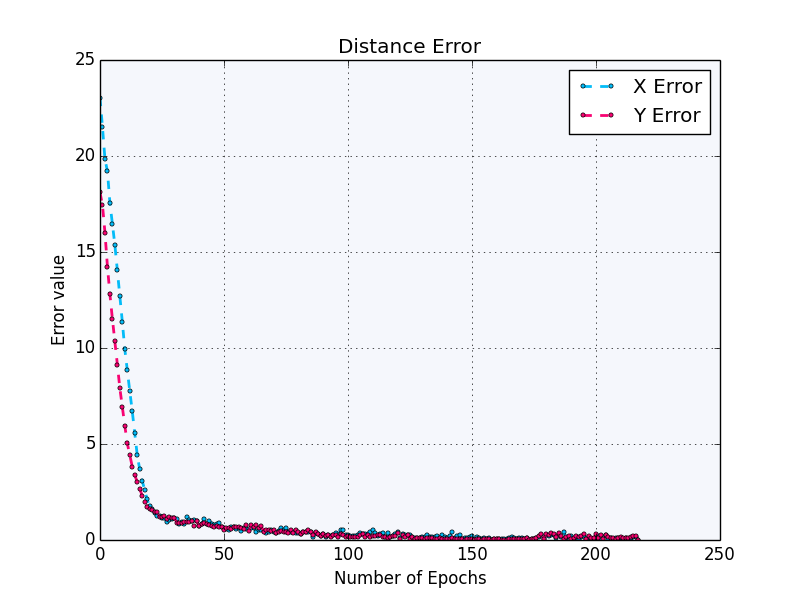 Distance Error
X Error
Y Error
25
20
15
10
5
0
Error value
0 50 100 150 200 250
Number of Epochs